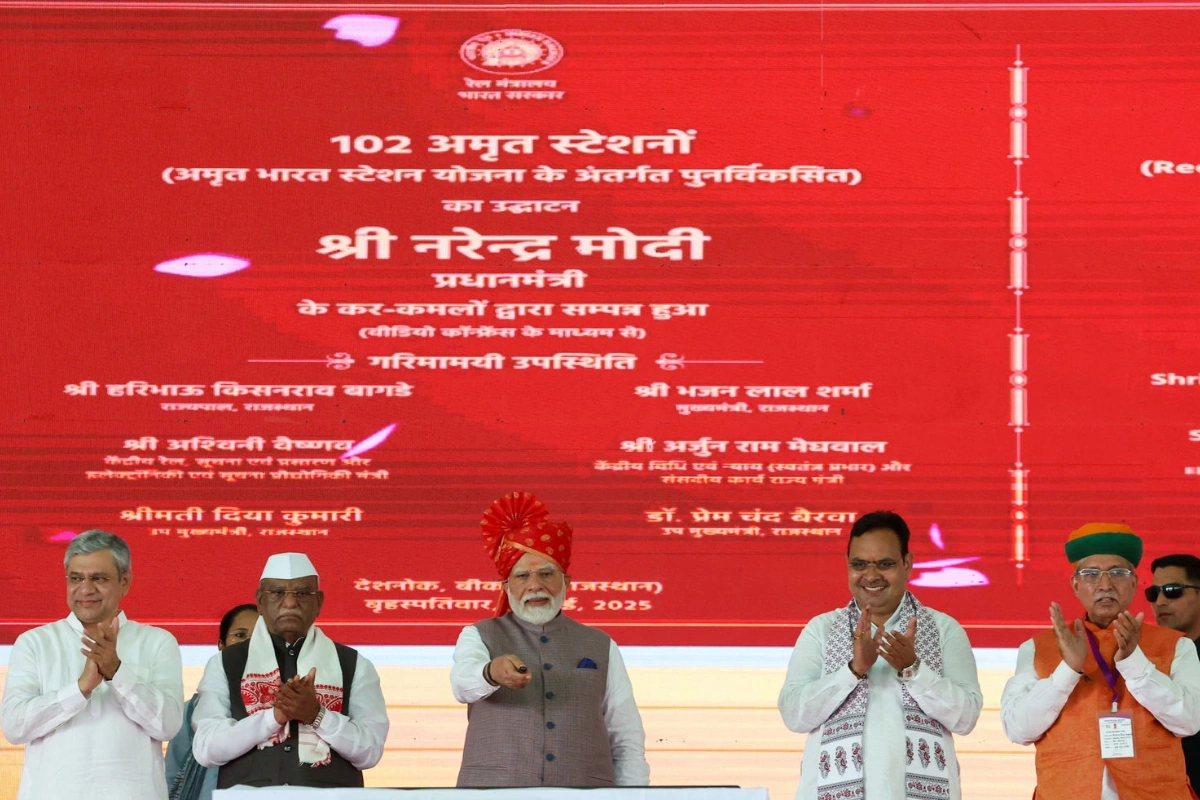 रेल मंत्रालय
भारत सरकार
102 अमृत स्टेशनों
(अमृत भारत स्टेशन योजना के अंतर्गत पुनर्विकसित)
का उद्घाटन
श्री नरेन्द्र मोदी
प्रधानमंत्री
के कर-कमलों द्वारा सम्पन्न हुआ
(वीडियो कॉन्फ्रेंस के माध्यम से)
गरिमामयी उपस्थिति
श्री हरिभाऊ किसनराव बागडे
राज्यपाल, राजस्थान
श्री भजन लाल शर्मा
मुख्यमंत्री, राजस्थान
श्री अश्विनी वैष्णव
केंद्रीय रेल, सूचना एवं प्रसारण और
इलेक्ट्रॉनिकी एवं सूचना प्रौद्योगिकी मंत्री
श्री अर्जुन राम मेघवाल
केंद्रीय विधि एवं न्याय (स्वतंत्र प्रभार) और
संसदीय कार्य राज्य मंत्री
श्रीमती दिया कुमारी
उप मुख्यमंत्री, राजस्थान
डॉ. प्रेम चंद बैरवा
उप मुख्यमंत्री, राजस्थान
देशनोक, राजस्थान)
बृहस्पतिवार, 2025
(Rec
Shri